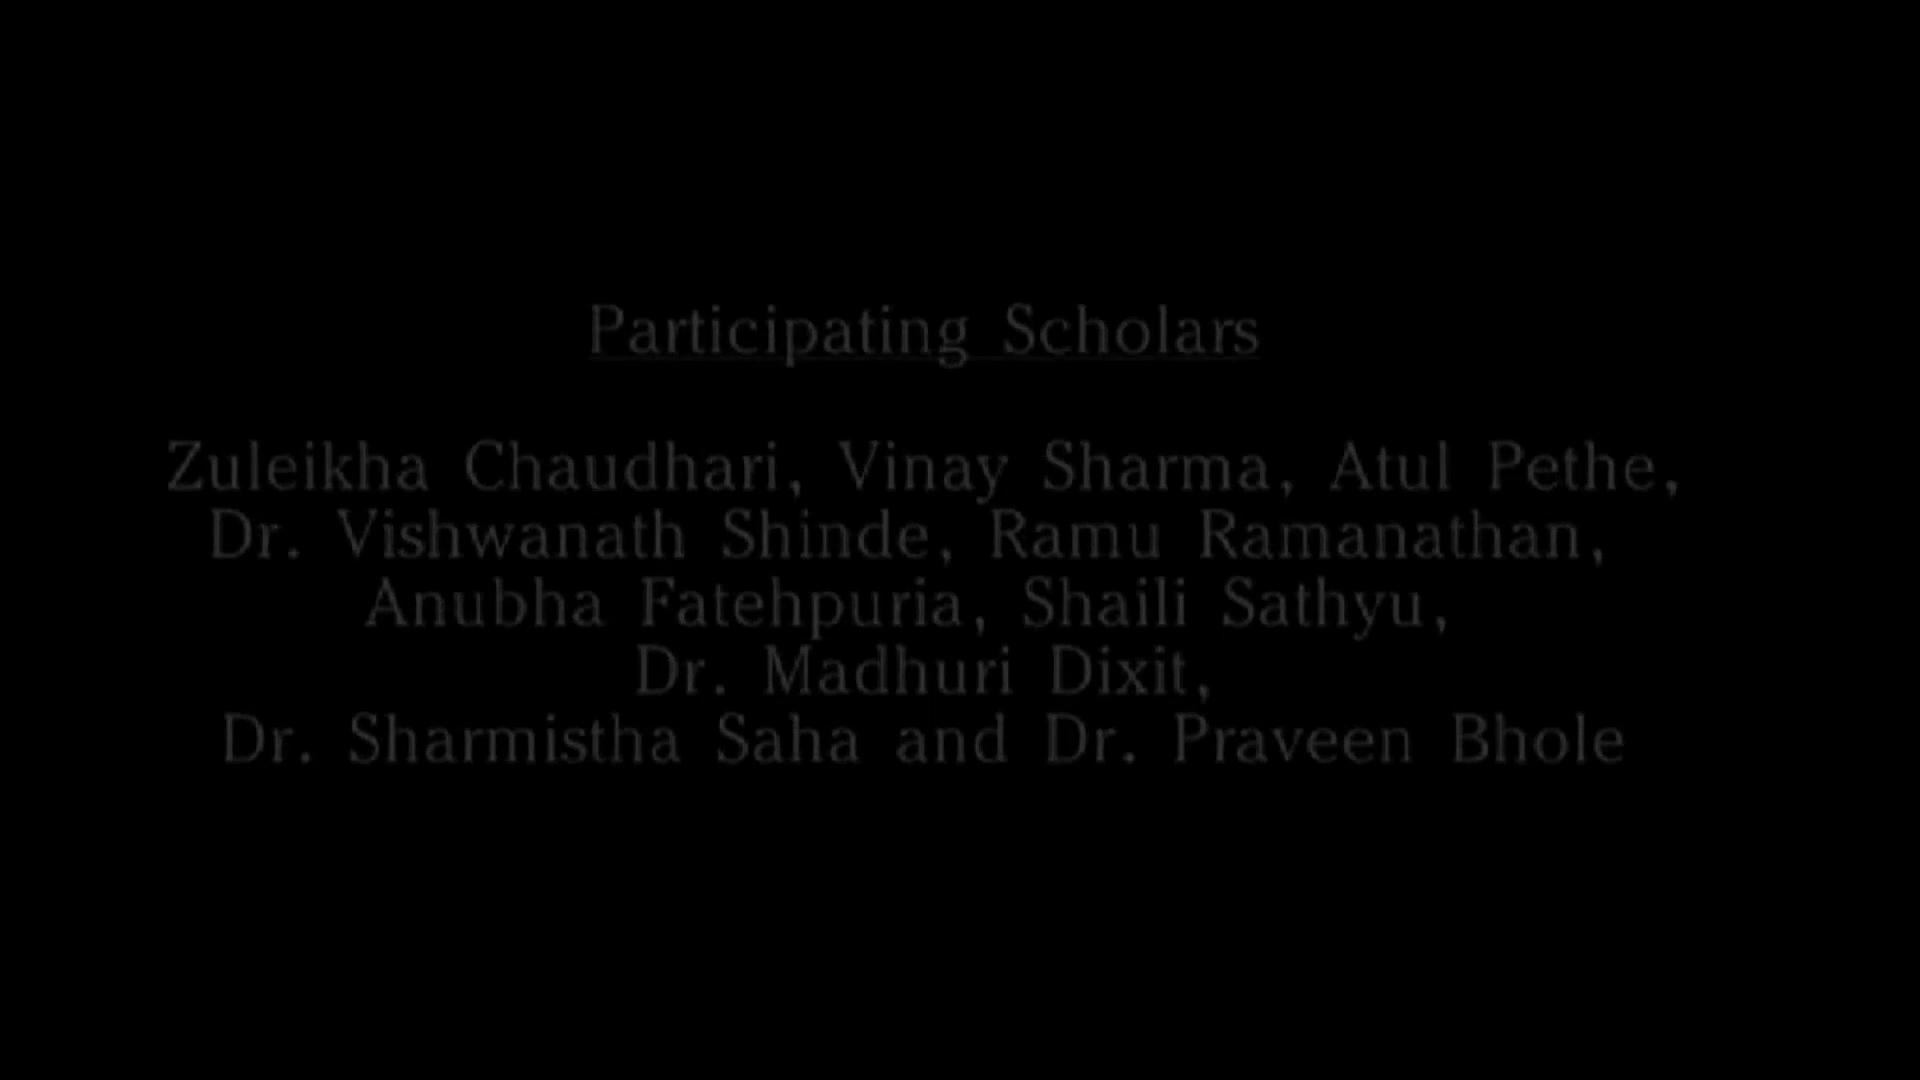 Participating Scholars
Zuleikha Chaudhari, Vinay Sharma, Atul Pethe,
Dr. Vishwanath Shinde, Ramu Ramanathan,
Anubha Fatehpuria, Shaili Sathyu,
Dr. Madhuri Dixit,
Dr. Sharmistha Saha and Dr. Praveen Bhole